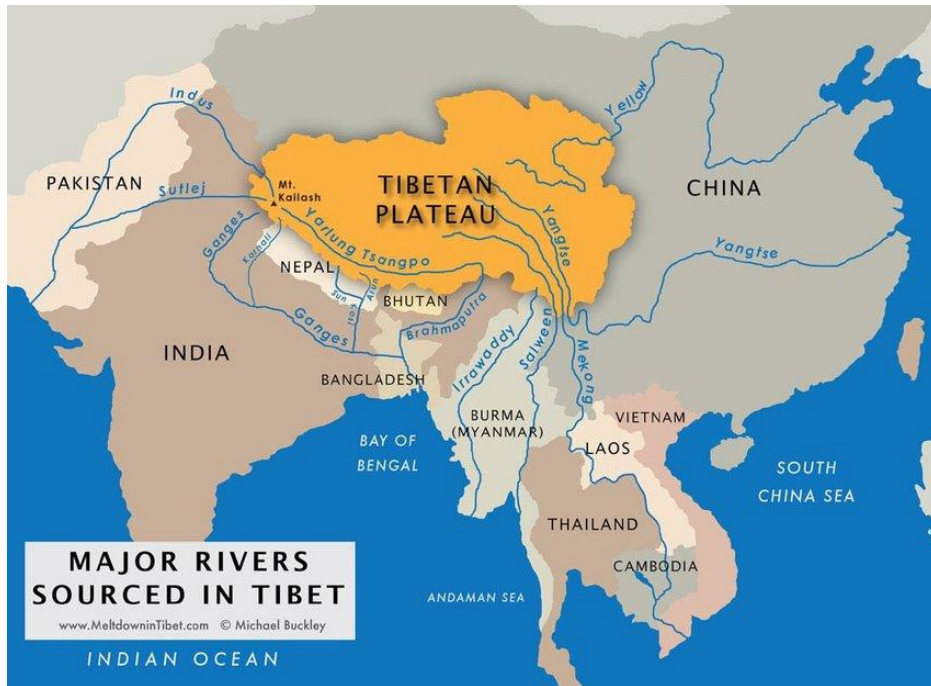 Indus
Yellow
PAKISTAN
Sutlej
Mt.
Kailash
TIBETAN
PLATEAU
CHINA
Ganges
Karnali
Yarlung Tsangpo
Yangtse
Yangtse
NEPAL
Sun
Kosi
Arun
BHUTAN
Brahmaputra
Ganges
INDIA
BANGLADESH
Irrawaddy
Salween
Mekong
BURMA
(MYANMAR)
VIETNAM
LAOS
BAY OF
BENGAL
SOUTH
CHINA SEA
THAILAND
CAMBODIA
ANDAMAN SEA
MAJOR RIVERS
SOURCED IN TIBET
www.MeltdowninTibet.com © Michael Buckley
INDIAN OCEAN